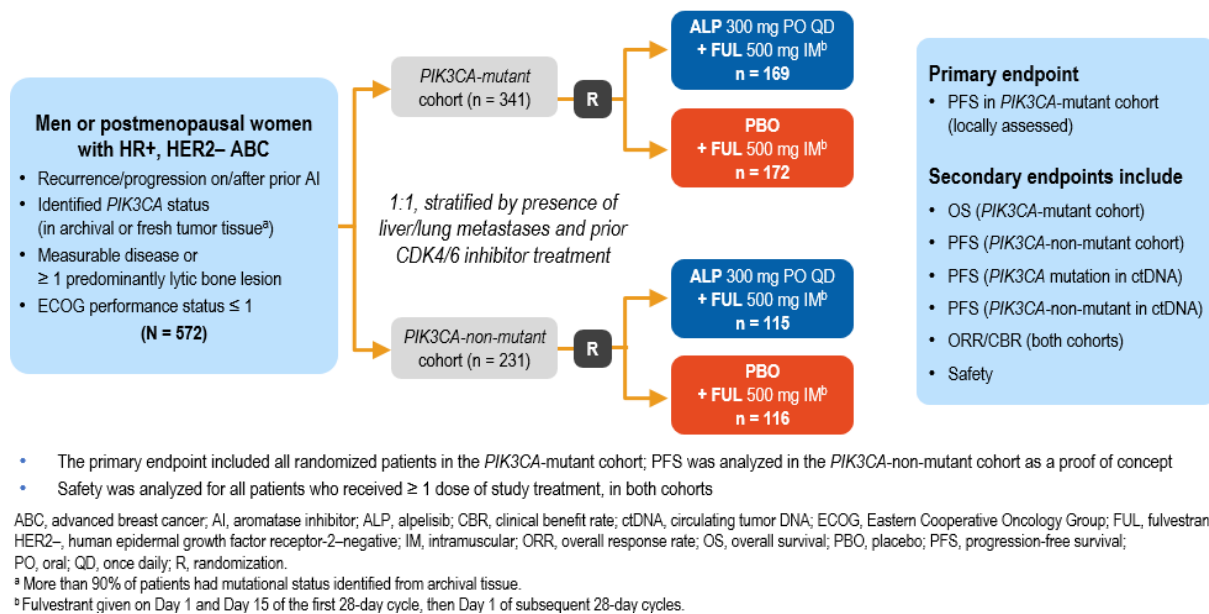 Men or postmenopausal women
with HR+, HER2– ABC
• Recurrence/progression on/after prior AI
• Identified PIK3CA status
(in archival or fresh tumor tissueᵃ)
• Measurable disease or
≥ 1 predominantly lytic bone lesion
• ECOG performance status ≤ 1
(N = 572)
PIK3CA-mutant
cohort (n = 341)
R
ALP 300 mg PO QD
+ FUL 500 mg IMᵇ
n = 169
PBO
+ FUL 500 mg IMᵇ
n = 172
1:1, stratified by presence of
liver/lung metastases and prior
CDK4/6 inhibitor treatment
PIK3CA-non-mutant
cohort (n = 231)
R
ALP 300 mg PO QD
+ FUL 500 mg IMᵇ
n = 115
PBO
+ FUL 500 mg IMᵇ
n = 116
Primary endpoint
• PFS in PIK3CA-mutant cohort
(locally assessed)
Secondary endpoints include
• OS (PIK3CA-mutant cohort)
• PFS (PIK3CA-non-mutant cohort)
• PFS (PIK3CA mutation in ctDNA)
• PFS (PIK3CA-non-mutant in ctDNA)
• ORR/CBR (both cohorts)
• Safety
• The primary endpoint included all randomized patients in the PIK3CA-mutant cohort; PFS was analyzed in the PIK3CA-non-mutant cohort as a proof of concept
• Safety was analyzed for all patients who received ≥ 1 dose of study treatment, in both cohorts
ABC, advanced breast cancer; AI, aromatase inhibitor; ALP, alpelisib; CBR, clinical benefit rate; ctDNA, circulating tumor DNA; ECOG, Eastern Cooperative Oncology Group; FUL, fulvestran
HER2–, human epidermal growth factor receptor-2–negative; IM, intramuscular; ORR, overall response rate; OS, overall survival; PBO, placebo; PFS, progression-free survival;
PO, oral; QD, once daily; R, randomization.
ᵃ More than 90% of patients had mutational status identified from archival tissue.
ᵇ Fulvestrant given on Day 1 and Day 15 of the first 28-day cycle, then Day 1 of subsequent 28-day cycles.